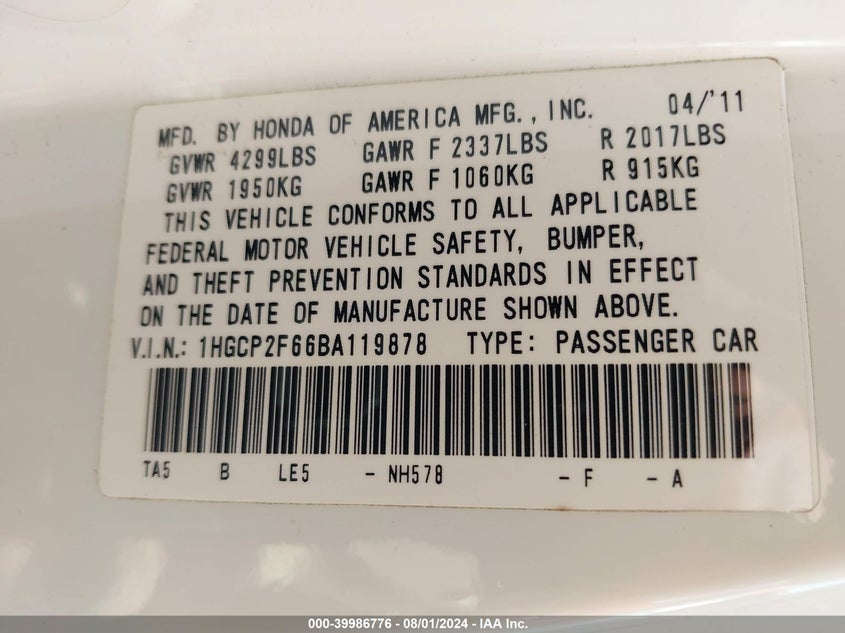 MFD. BY HONDA OF AMERICA MFG., INC. 04/'11
GVWR 4299LBS GAWR F 2337LBS R 2017LBS
GVWR 1950KG GAWR F 1060KG R 915KG
THIS VEHICLE CONFORMS TO ALL APPLICABLE
FEDERAL MOTOR VEHICLE SAFETY, BUMPER,
AND THEFT PREVENTION STANDARDS IN EFFECT
ON THE DATE OF MANUFACTURE SHOWN ABOVE.
V.I.N.: 1HGCP2F66BA119878 TYPE: PASSENGER CAR
TA5 B LE5 - NH578 - F - A
000-39986776 - 08/01/2024 - IAA Inc.